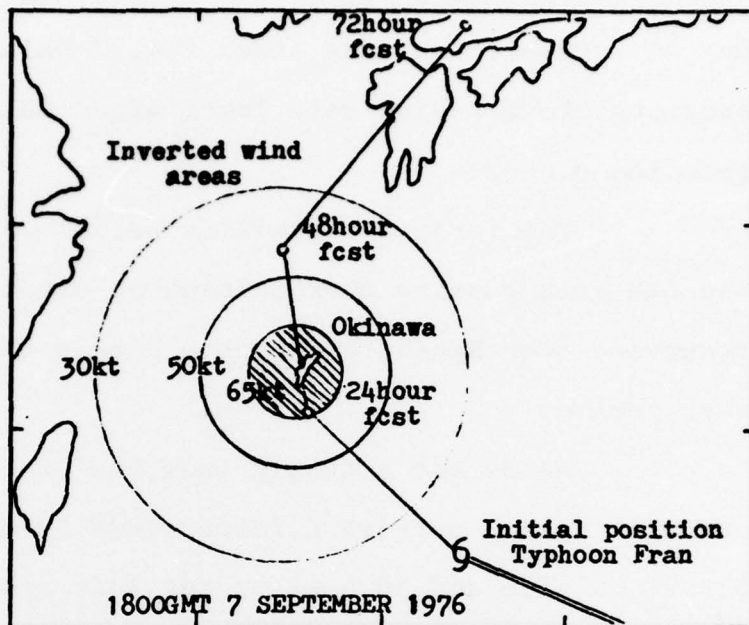 72hour
fcst
Inverted wind
areas
48hour
fcst
Okinawa
30kt
50kt
65kt
24hour
fcst
Initial position
Typhoon Fran
1800GMT 7 SEPTEMBER 1976